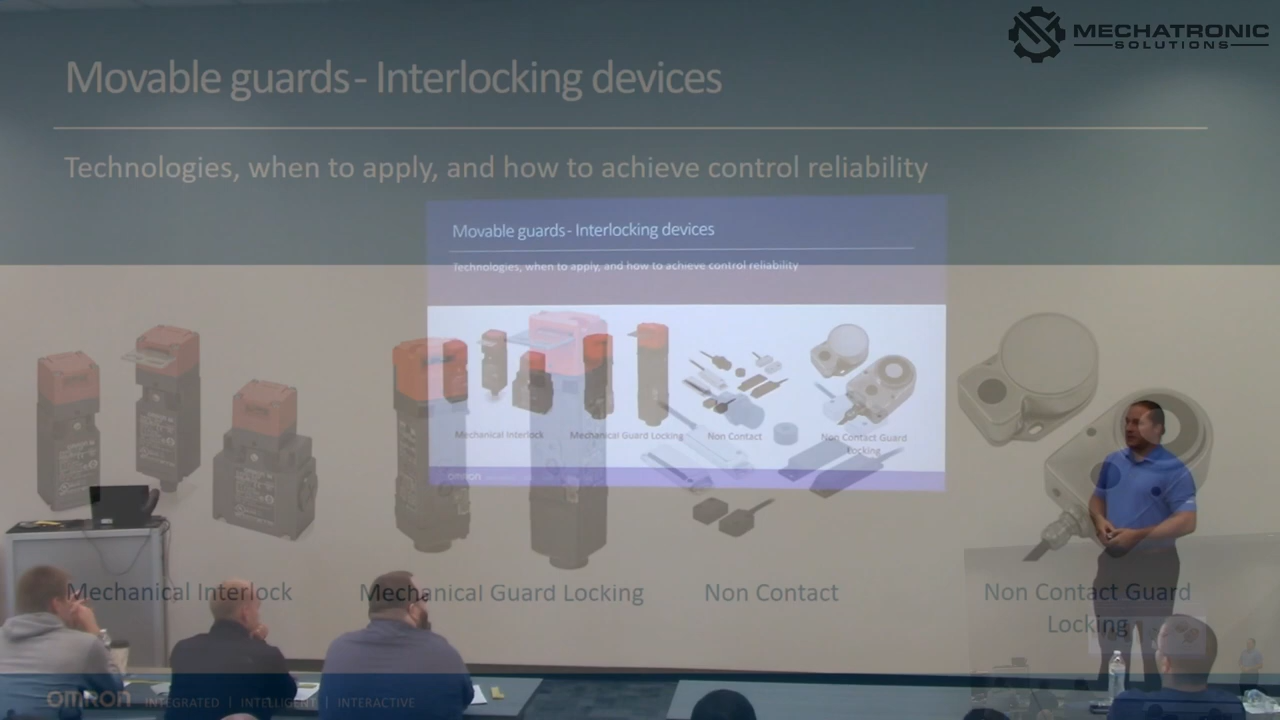 MECHATRONIC
SOLUTIONS
Movable guards - Interlocking devices
Technologies, when to apply, and how to achieve control reliability
Movable guards - Interlocking devices
Technologies, when to apply, and how to achieve control reliability
Mechanical Interlock
Mechanical Guard Locking
Non Contact
Non Contact Guard
Locking
omron
Mechanical Interlock
Mechanical Guard Locking
Non Contact
Non Contact Guard
Locking
OMRON INTEGRATED | INTELLIGENT | INTERACTIVE